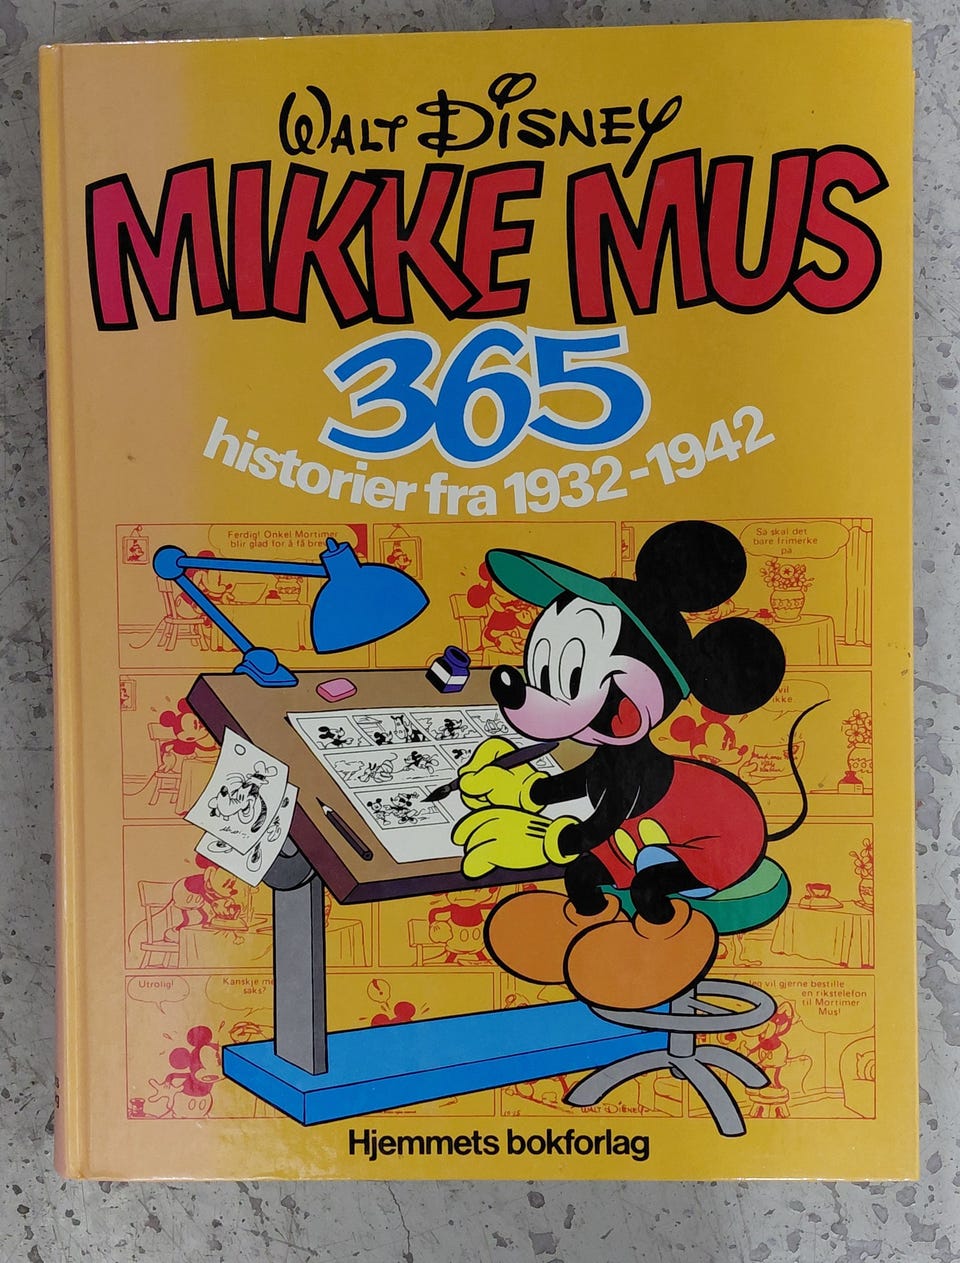 WALT DISNEY
MIKKE MUS
365
historier fra 1932-1942
Ferdig! Onkel Mortimer
blir glad for å få
Så skal det
bare frimerke
på
vil
ikke
Utrolig!
Kanskje
saks?
Jeg vil gjerne bestille
en rikstelefon
til Mortimer
Mus!
WALT DISNEY
Hjemmets bokforlag